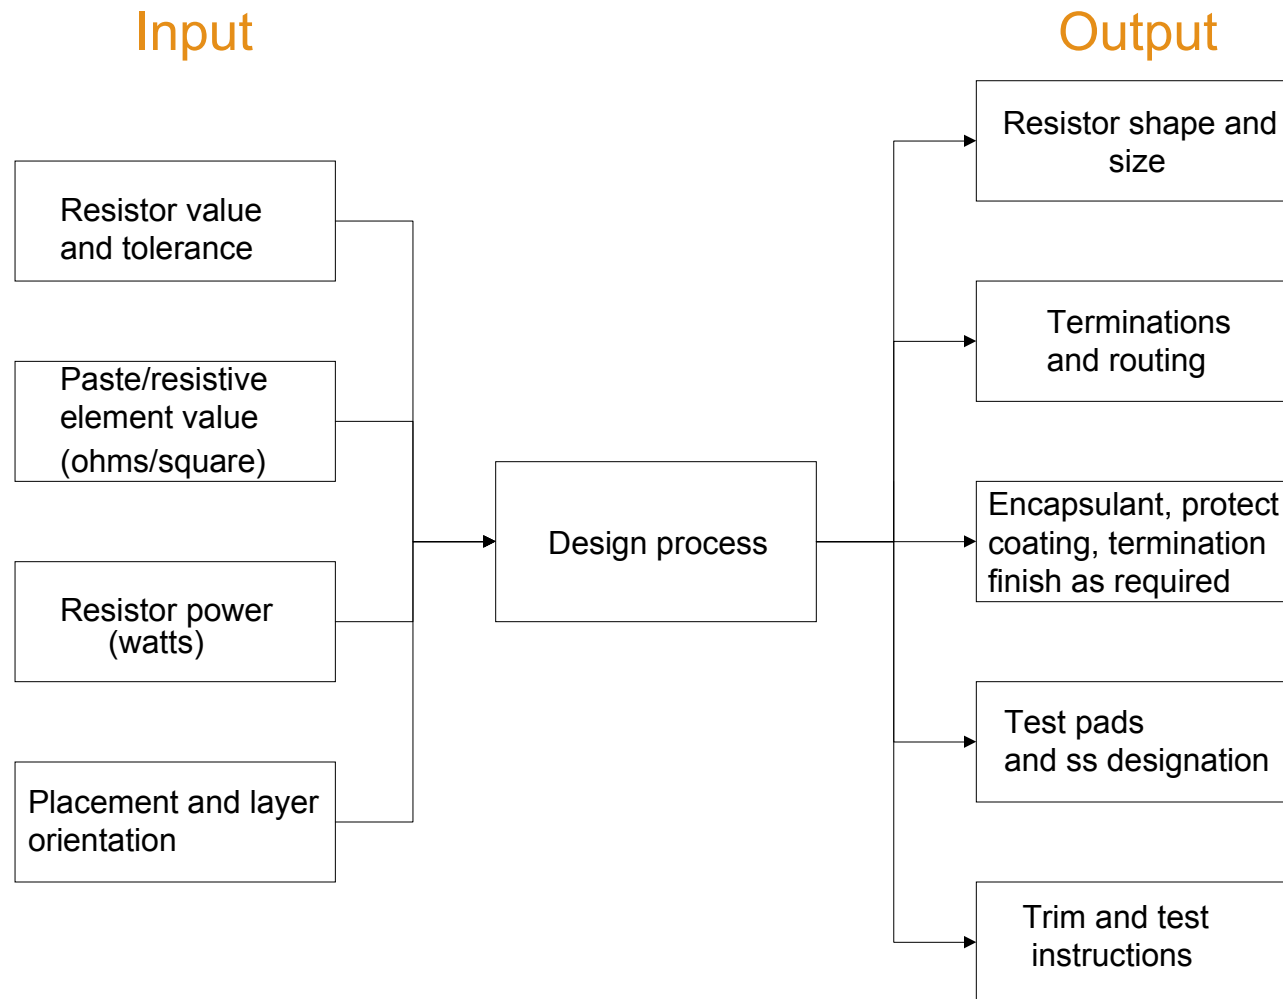 Input
Output
Resistor value
and tolerance
Paste/resistive
element value
(ohms/square)
Resistor power
(watts)
Placement and layer
orientation
Design process
Resistor shape and
size
Terminations
and routing
Encapsulant, protect
coating, termination
finish as required
Test pads
and ss designation
Trim and test
instructions